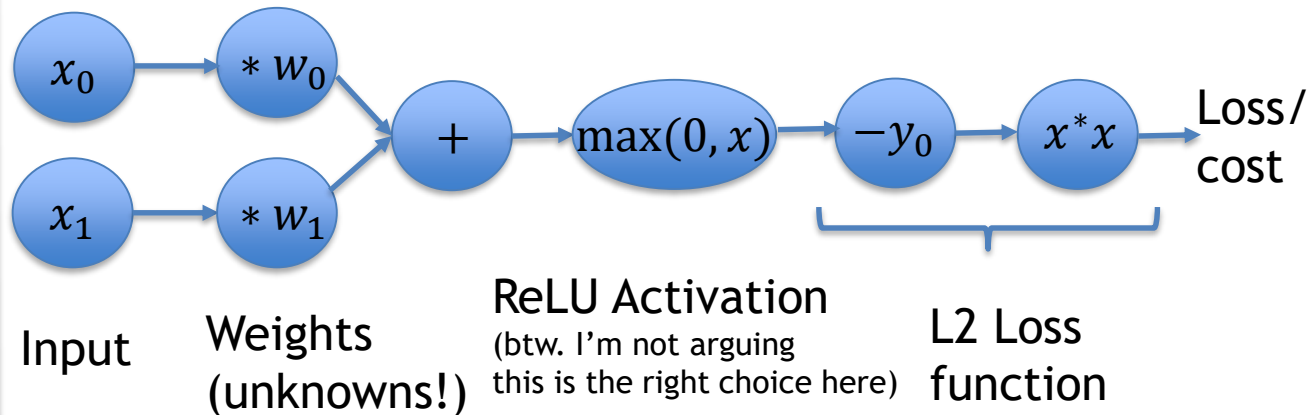 x₀
* w₀
x₁
* w₁
+
max(0, x)
−y₀
x*x
Loss/
cost
Input
Weights
(unknowns!)
ReLU Activation
(btw. I'm not arguing
this is the right choice here)
L2 Loss
function